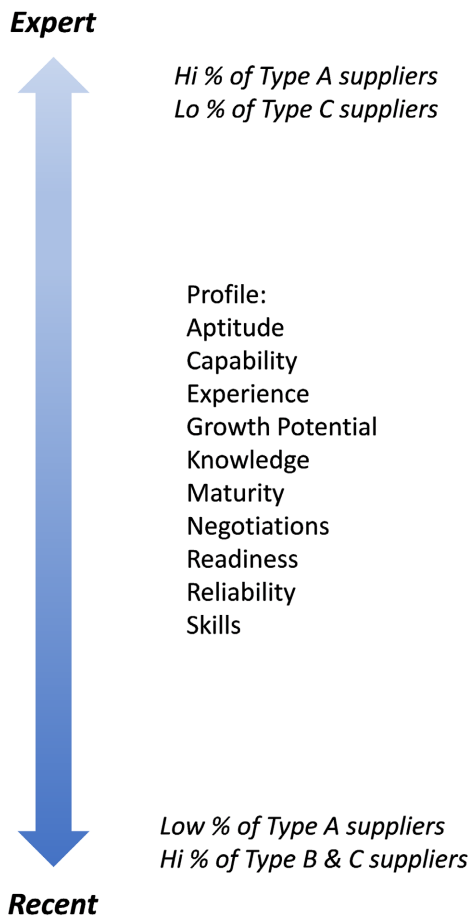 Expert
Hi % of Type A suppliers
Lo % of Type C suppliers
Profile:
Aptitude
Capability
Experience
Growth Potential
Knowledge
Maturity
Negotiations
Readiness
Reliability
Skills
Low % of Type A suppliers
Hi % of Type B & C suppliers
Recent